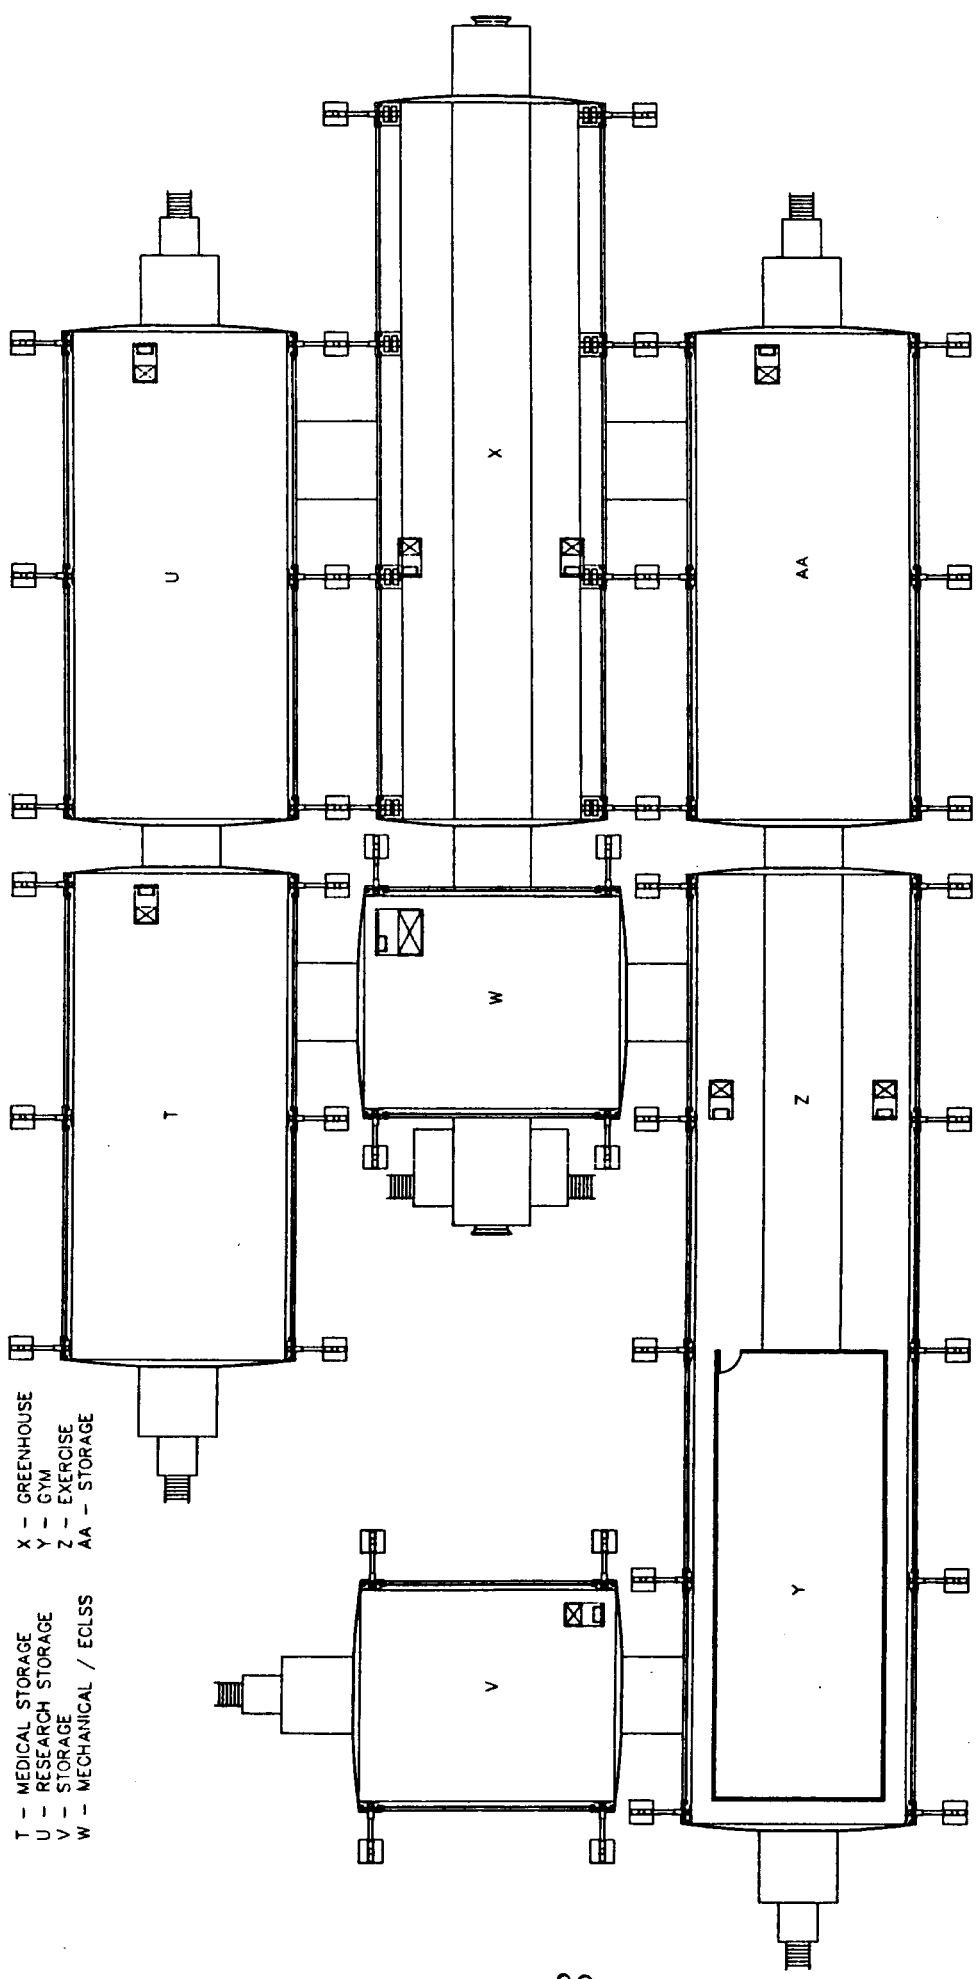 T – MEDICAL STORAGE
U – RESEARCH STORAGE
V – STORAGE
W – MECHANICAL / ECLSS
X – GREENHOUSE
Y – GYM
Z – EXERCISE
AA – STORAGE
T
U
V
W
X
Y
Z
AA